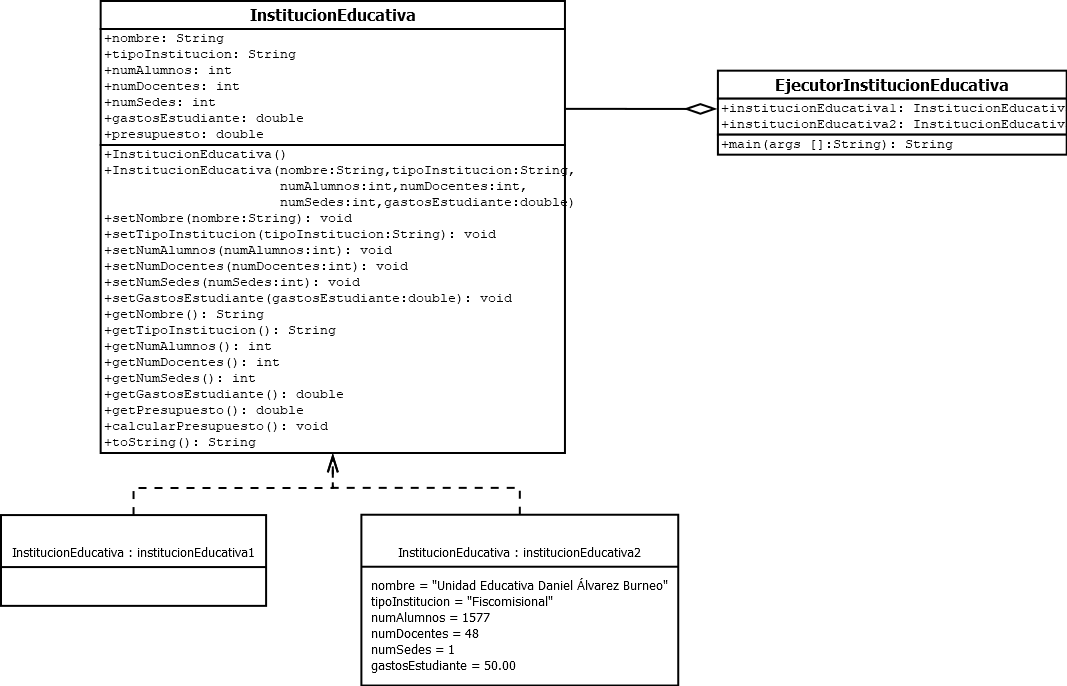 InstitucionEducativa
+nombre: String
+tipoInstitucion: String
+numAlumnos: int
+numDocentes: int
+numSedes: int
+gastosEstudiante: double
+presupuesto: double
+InstitucionEducativa()
+InstitucionEducativa(nombre:String,tipoInstitucion:String,
numAlumnos:int,numDocentes:int,
numSedes:int,gastosEstudiante:double)
+setNombre(nombre:String): void
+setTipoInstitucion(tipoInstitucion:String): void
+setNumAlumnos(numAlumnos:int): void
+setNumDocentes(numDocentes:int): void
+setNumSedes(numSedes:int): void
+setGastosEstudiante(gastosEstudiante:double): void
+getNombre(): String
+getTipoInstitucion(): String
+getNumAlumnos(): int
+getNumDocentes(): int
+getNumSedes(): int
+getGastosEstudiante(): double
+getPresupuesto(): double
+calcularPresupuesto(): void
+toString(): String
EjecutorInstitucionEducativa
+institucionEducativa1: InstitucionEducativ
+institucionEducativa2: InstitucionEducativ
+main(args []:String): String
InstitucionEducativa : institucionEducativa1
InstitucionEducativa : institucionEducativa2
nombre = "Unidad Educativa Daniel Álvarez Burneo"
tipoInstitucion = "Fiscomisional"
numAlumnos = 1577
numDocentes = 48
numSedes = 1
gastosEstudiante = 50.00